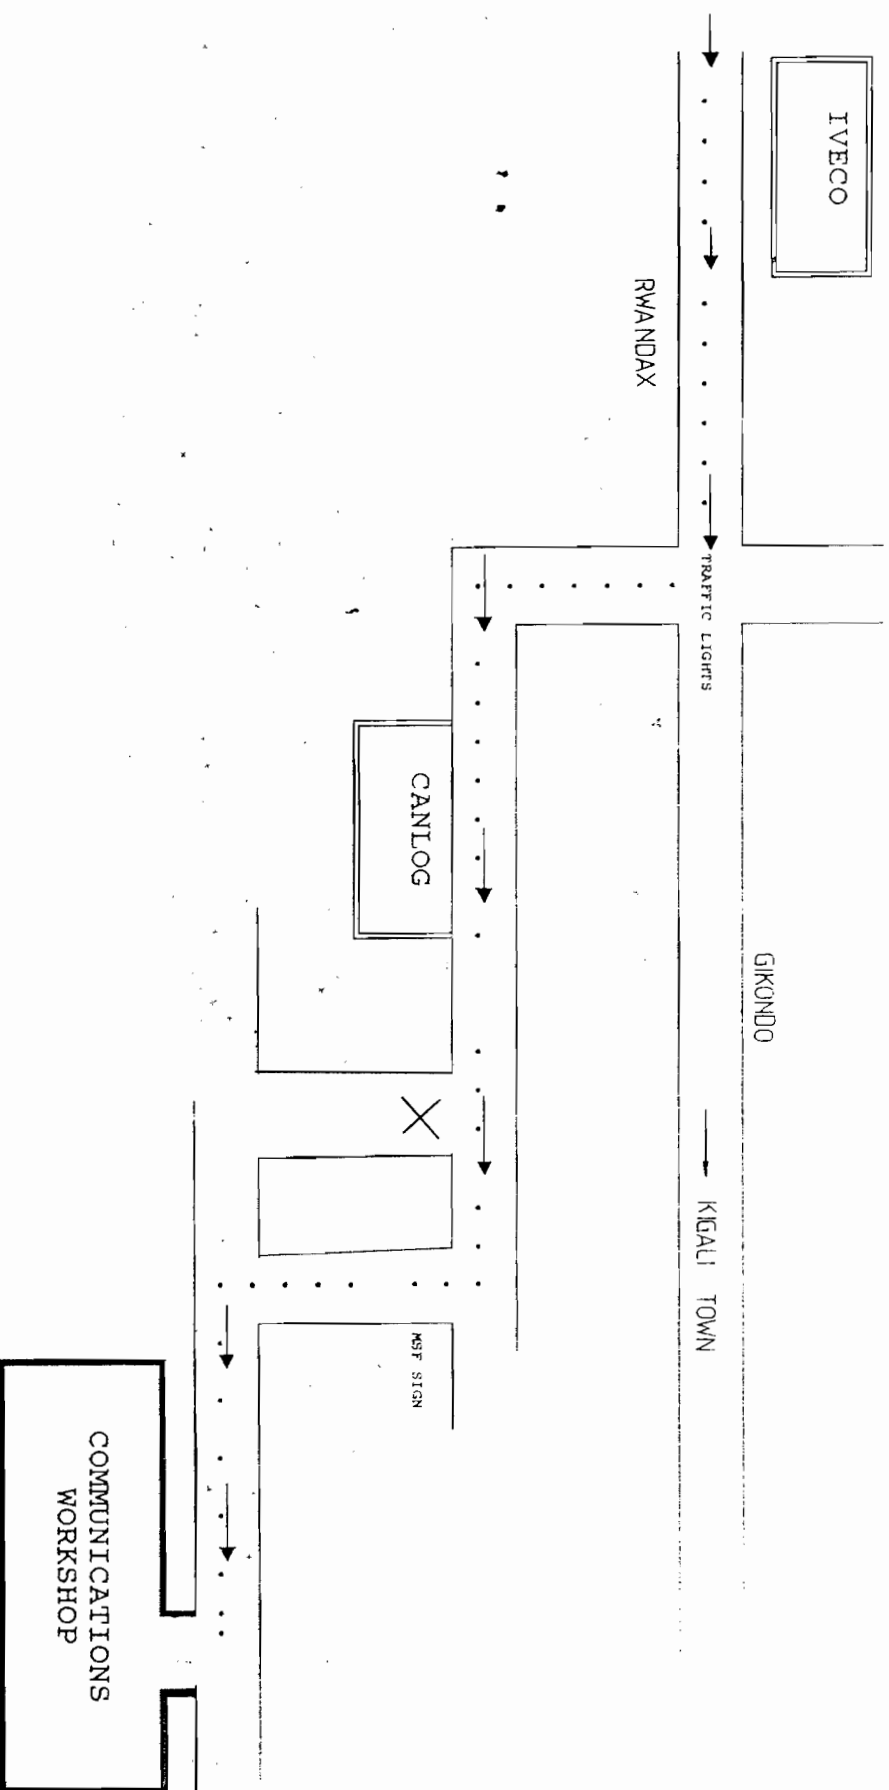 IVECO
RWANDAX
TRAFFIC LIGHTS
GIKONDO
KIGALI TOWN
CANLOG
MSF SIGN
COMMUNICATIONS
WORKSHOP